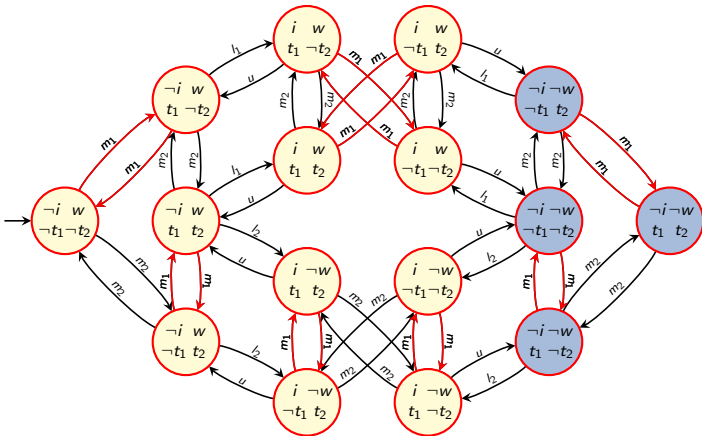 i w
t₁ ¬t₂
i w
¬t₁ t₂
l₁
u
m₁
m₁
u
l₁
¬i w
t₁ ¬t₂
m₂
m₂
m₂
m₂
¬i ¬w
¬t₁ t₂
m₁
m₁
m₁
m₁
m₁
m₁
i w
t₁ t₂
i w
¬t₁¬t₂
m₂
m₂
l₁
u
u
l₁
m₂
m₂
¬i w
¬t₁¬t₂
¬i w
t₁ t₂
¬i¬w
¬t₁¬t₂
¬i¬w
t₁ t₂
m₂
m₂
l₂
u
u
l₂
m₂
m₂
m₁
m₁
i ¬w
t₁ t₂
i ¬w
¬t₁¬t₂
m₁
m₁
m₂
m₂
¬i w
¬t₁ t₂
m₁
m₁
m₁
m₁
¬i¬w
t₁ ¬t₂
l₂
u
m₂
m₂
u
l₂
i ¬w
¬t₁ t₂
i ¬w
t₁ ¬t₂